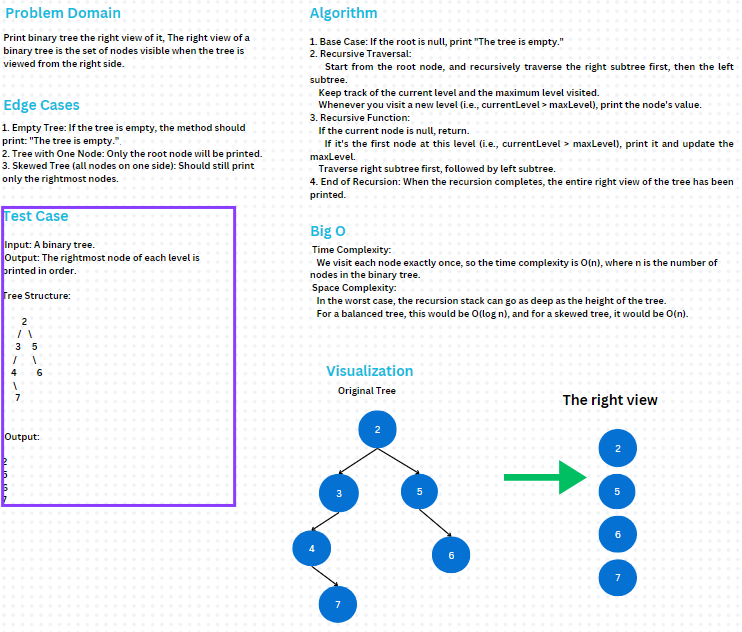 Problem Domain
Print binary tree the right view of it, The right view of a
binary tree is the set of nodes visible when the tree is
viewed from the right side.
Edge Cases
1. Empty Tree: If the tree is empty, the method should
print: "The tree is empty.".
2. Tree with One Node: Only the root node will be printed.
3. Skewed Tree (all nodes on one side): Should still print
only the rightmost nodes.
Test Case
Input: A binary tree.
Output: The rightmost node of each level is
printed in order.
Tree Structure:
2
/ \
3 5
/ \
4 6
\
7
Output:
2
5
6
7
Algorithm
1. Base Case: If the root is null, print "The tree is empty."
2. Recursive Traversal:
Start from the root node, and recursively traverse the right subtree first, then the left
subtree.
Keep track of the current level and the maximum level visited.
Whenever you visit a new level (i.e., currentLevel > maxLevel), print the node's value.
3. Recursive Function:
If the current node is null, return.
If it's the first node at this level (i.e., currentLevel > maxLevel), print it and update the
maxLevel.
Traverse right subtree first, followed by left subtree.
4. End of Recursion: When the recursion completes, the entire right view of the tree has been
printed.
Big O
Time Complexity:
We visit each node exactly once, so the time complexity is O(n), where n is the number of
nodes in the binary tree.
Space Complexity:
In the worst case, the recursion stack can go as deep as the height of the tree.
For a balanced tree, this would be O(log n), and for a skewed tree, it would be O(n).
Visualization
Original Tree
2
3
5
4
6
7
The right view
2
5
6
7